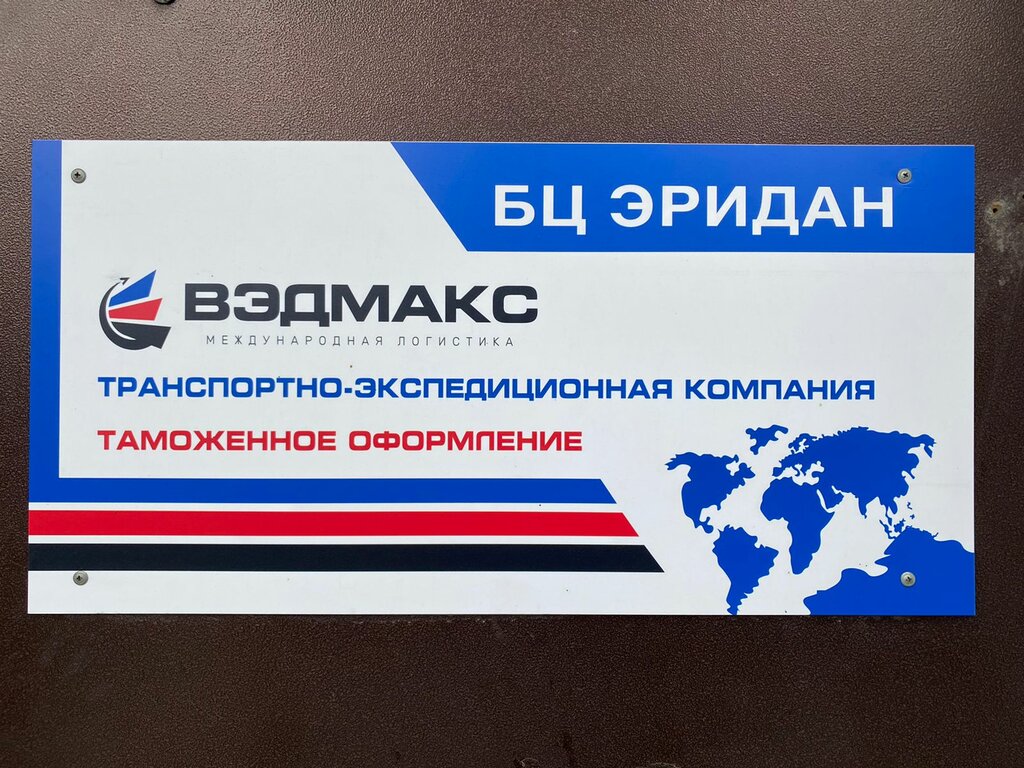 БЦ ЭРИДАН
ВЭДМАКС
МЕЖДУНАРОДНАЯ ЛОГИСТИКА
ТРАНСПОРТНО-ЭКСПЕДИЦИОННАЯ КОМПАНИЯ
ТАМОЖЕННОЕ ОФОРМЛЕНИЕ